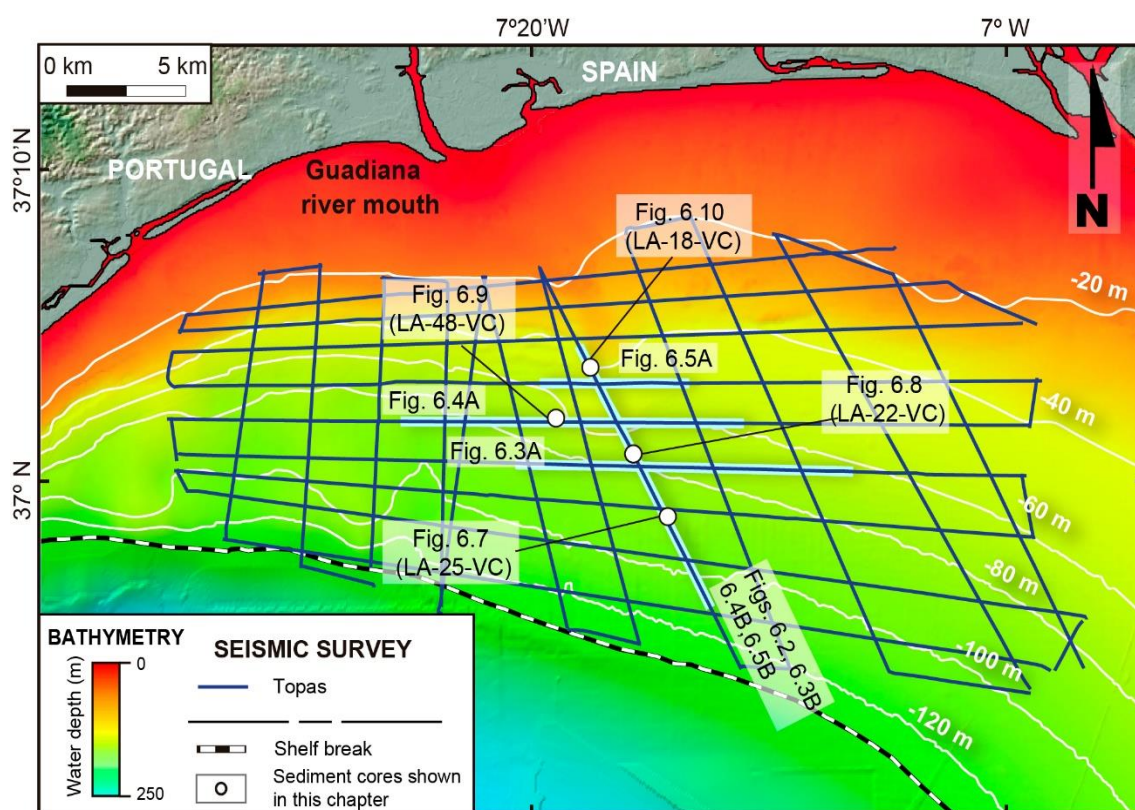 7º20'W
7º W
0 km 5 km
SPAIN
37º10'N
PORTUGAL
Guadiana
river mouth
N
Fig. 6.10
(LA-18-VC)
-20 m
Fig. 6.9
(LA-48-VC)
Fig. 6.5A
Fig. 6.8
(LA-22-VC)
Fig. 6.4A
-40 m
Fig. 6.3A
37º N
-60 m
Fig. 6.7
(LA-25-VC)
-80 m
Figs. 6.2, 6.3B
6.4B,6.5B
-100 m
-120 m
BATHYMETRY
Water depth (m)
0
250
SEISMIC SURVEY
Topas
Shelf break
Sediment cores shown
in this chapter